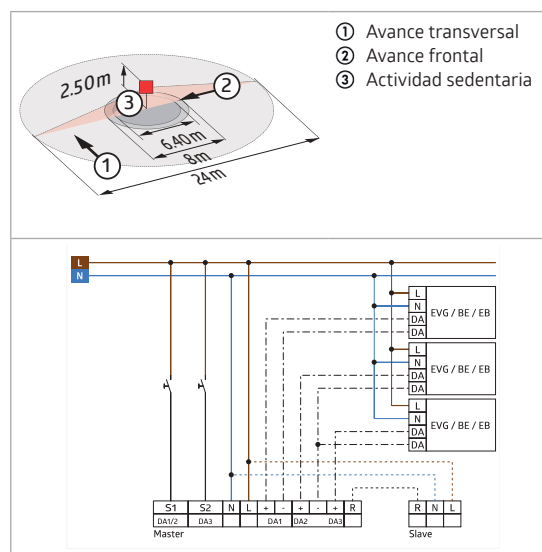 ① Avance transversal
② Avance frontal
③ Actividad sedentaria
2.50m
③
②
①
6.40m
8m
24m
L
N
L
N
DA
DA
EVG / BE / EB
L
N
DA
DA
EVG / BE / EB
L
N
DA
DA
EVG / BE / EB
S1 S2 N L + - + - + R
DA1/2 DA3 DA1 DA2 DA3
Master
R N L
Slave